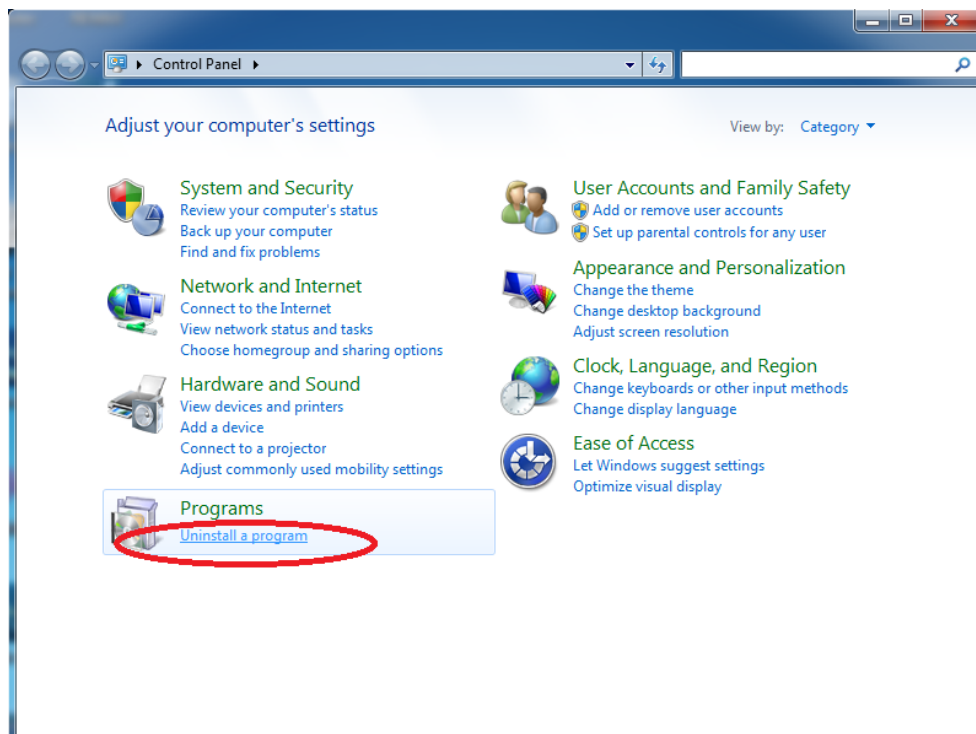 Control Panel
Adjust your computer's settings
View by: Category
System and Security
Review your computer's status
Back up your computer
Find and fix problems
Network and Internet
Connect to the Internet
View network status and tasks
Choose homegroup and sharing options
Hardware and Sound
View devices and printers
Add a device
Connect to a projector
Adjust commonly used mobility settings
Programs
Uninstall a program
User Accounts and Family Safety
Add or remove user accounts
Set up parental controls for any user
Appearance and Personalization
Change the theme
Change desktop background
Adjust screen resolution
Clock, Language, and Region
Change keyboards or other input methods
Change display language
Ease of Access
Let Windows suggest settings
Optimize visual display